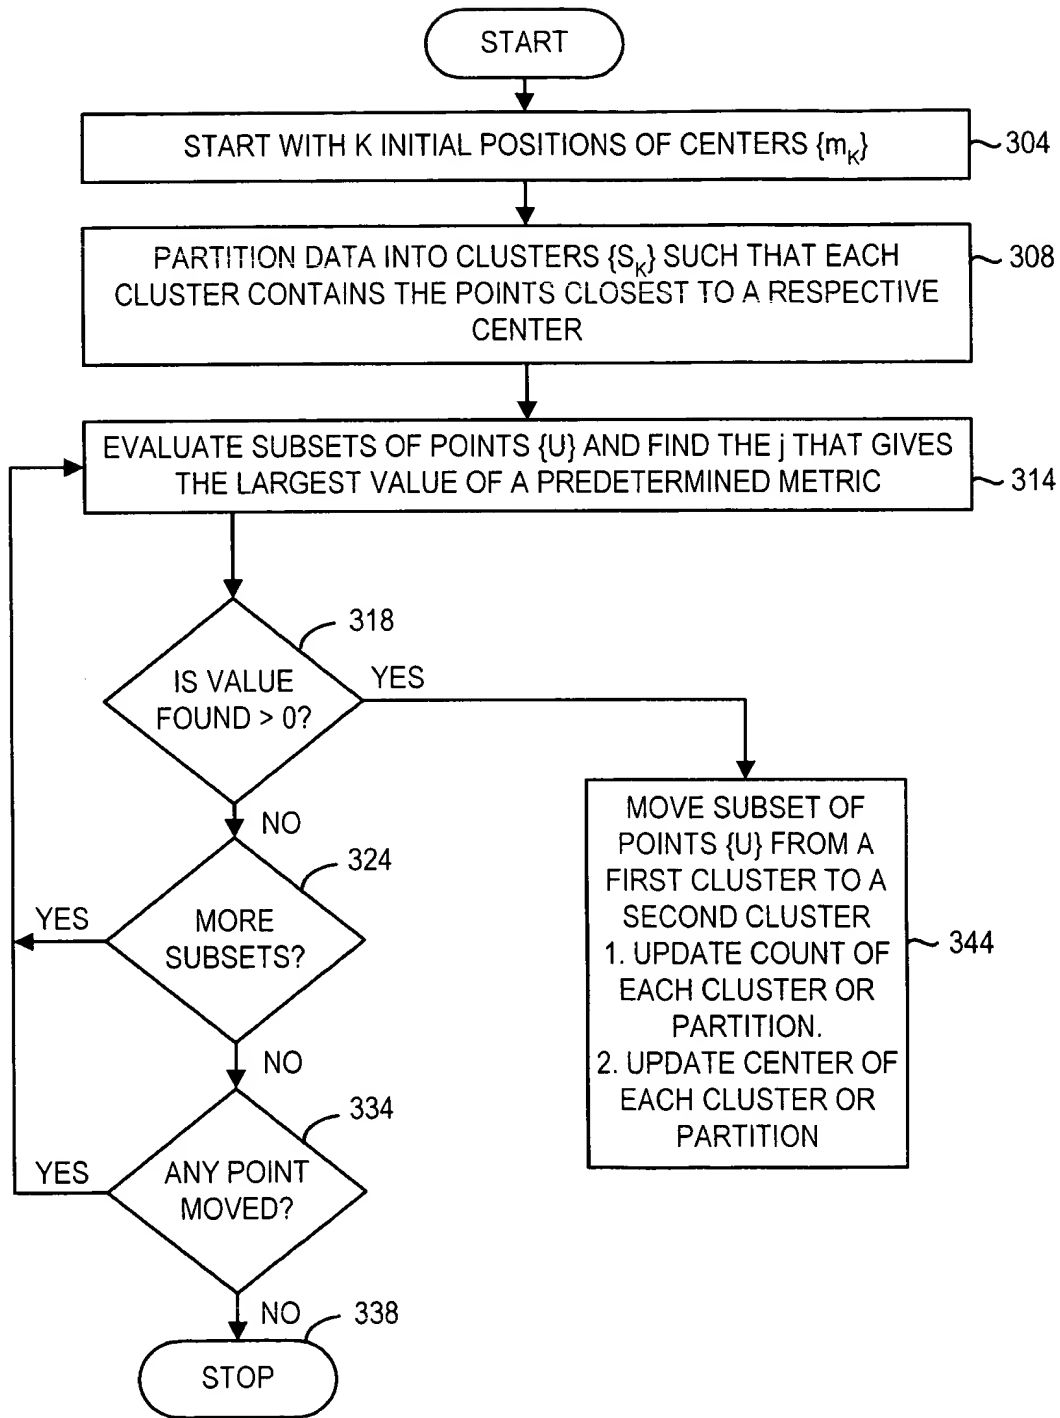 START
START WITH K INITIAL POSITIONS OF CENTERS {m_K}
304
PARTITION DATA INTO CLUSTERS {S_K} SUCH THAT EACH
CLUSTER CONTAINS THE POINTS CLOSEST TO A RESPECTIVE
CENTER
308
EVALUATE SUBSETS OF POINTS {U} AND FIND THE j THAT GIVES
THE LARGEST VALUE OF A PREDETERMINED METRIC
314
318
IS VALUE
FOUND > 0?
YES
NO
324
MORE
SUBSETS?
YES
NO
334
ANY POINT
MOVED?
YES
NO
338
STOP
MOVE SUBSET OF
POINTS {U} FROM A
FIRST CLUSTER TO A
SECOND CLUSTER
1. UPDATE COUNT OF
EACH CLUSTER OR
PARTITION.
2. UPDATE CENTER OF
EACH CLUSTER OR
PARTITION
344